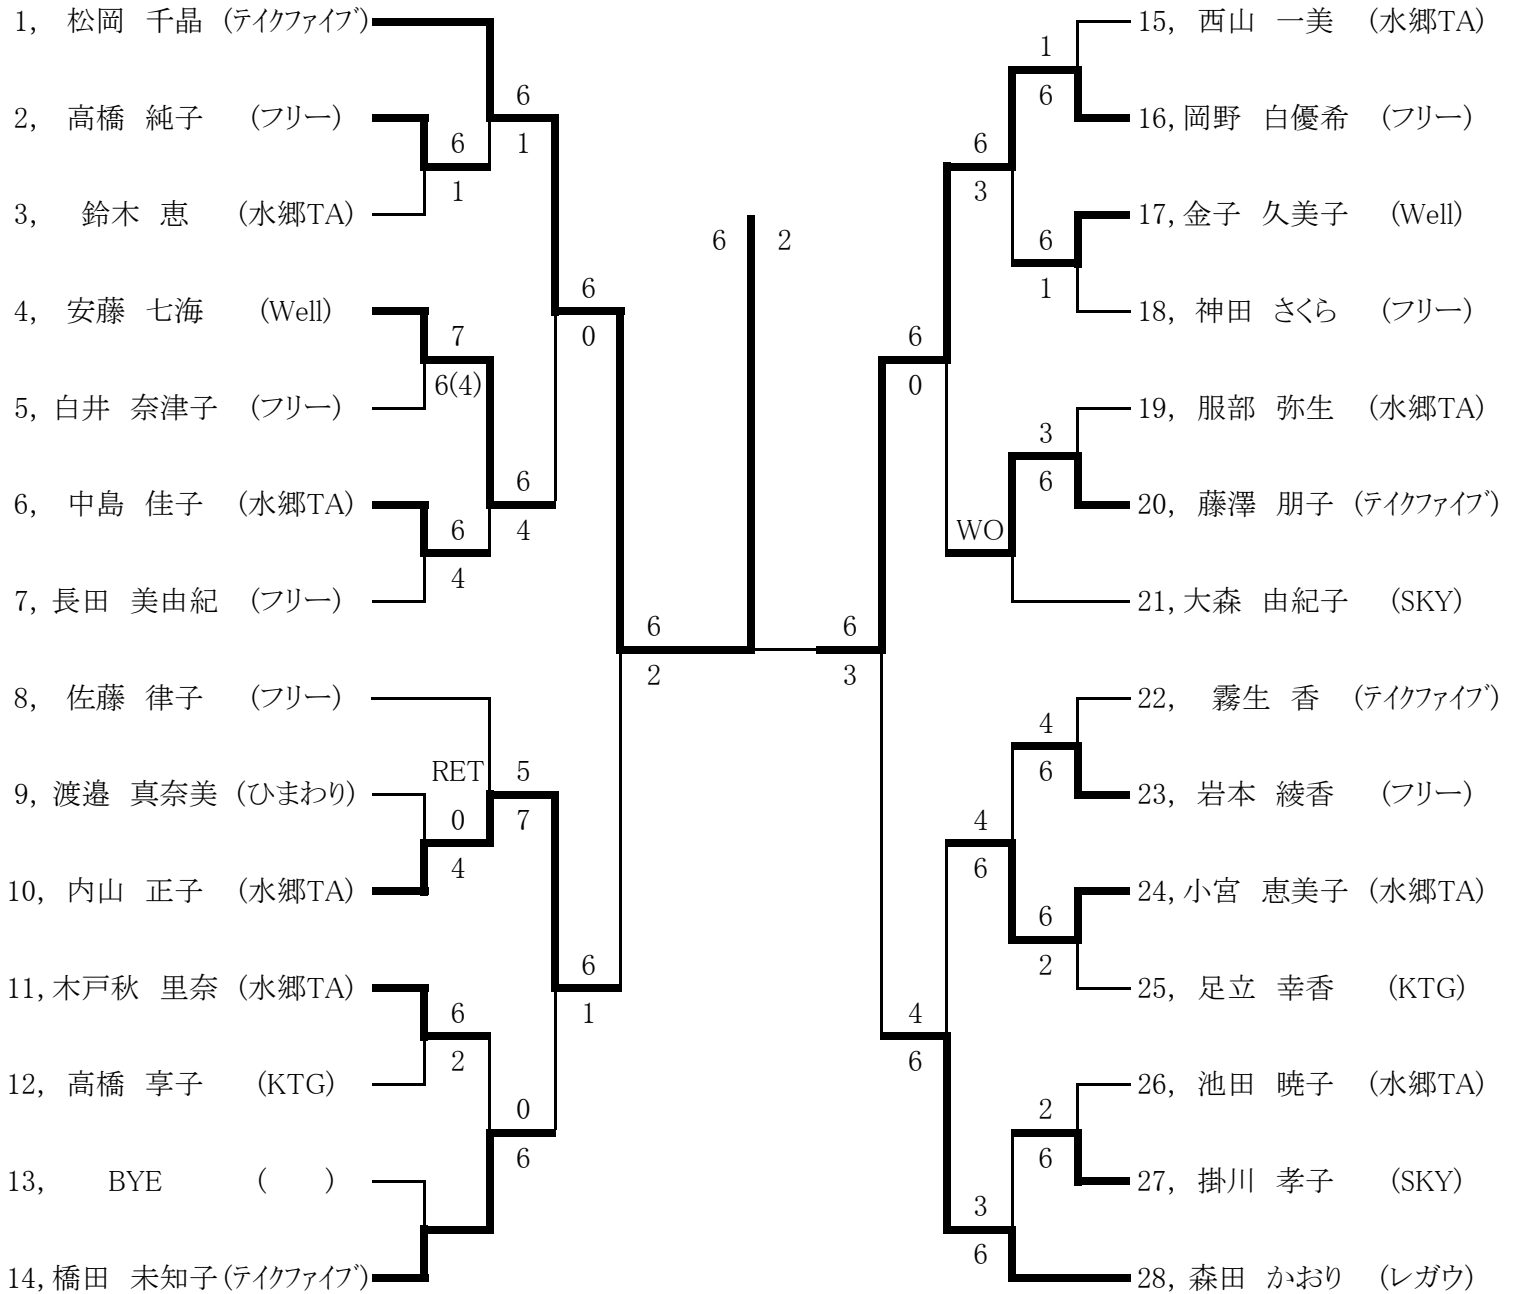 1, 松岡 千晶 (テイクファイブ)
6
1
2, 高橋 純子 (フリー)
6
1
3, 鈴木 恵 (水郷TA)
6
0
4, 安藤 七海 (Well)
7
6(4)
5, 白井 奈津子 (フリー)
6
4
6, 中島 佳子 (水郷TA)
6
4
7, 長田 美由紀 (フリー)
6
2
8, 佐藤 律子 (フリー)
RET
5
7
9, 渡邉 真奈美 (ひまわり)
0
4
10, 内山 正子 (水郷TA)
6
1
11, 木戸秋 里奈 (水郷TA)
6
2
12, 高橋 享子 (KTG)
0
6
13, BYE ( )
14, 橋田 未知子 (テイクファイブ)
6 2
15, 西山 一美 (水郷TA)
1
6
16, 岡野 白優希 (フリー)
6
3
17, 金子 久美子 (Well)
6
1
18, 神田 さくら (フリー)
6
0
19, 服部 弥生 (水郷TA)
3
6
20, 藤澤 朋子 (テイクファイブ)
WO
21, 大森 由紀子 (SKY)
6
3
22, 霧生 香 (テイクファイブ)
4
6
23, 岩本 綾香 (フリー)
4
6
24, 小宮 恵美子 (水郷TA)
6
2
25, 足立 幸香 (KTG)
4
6
26, 池田 暁子 (水郷TA)
2
6
27, 掛川 孝子 (SKY)
3
6
28, 森田 かおり (レガウ)